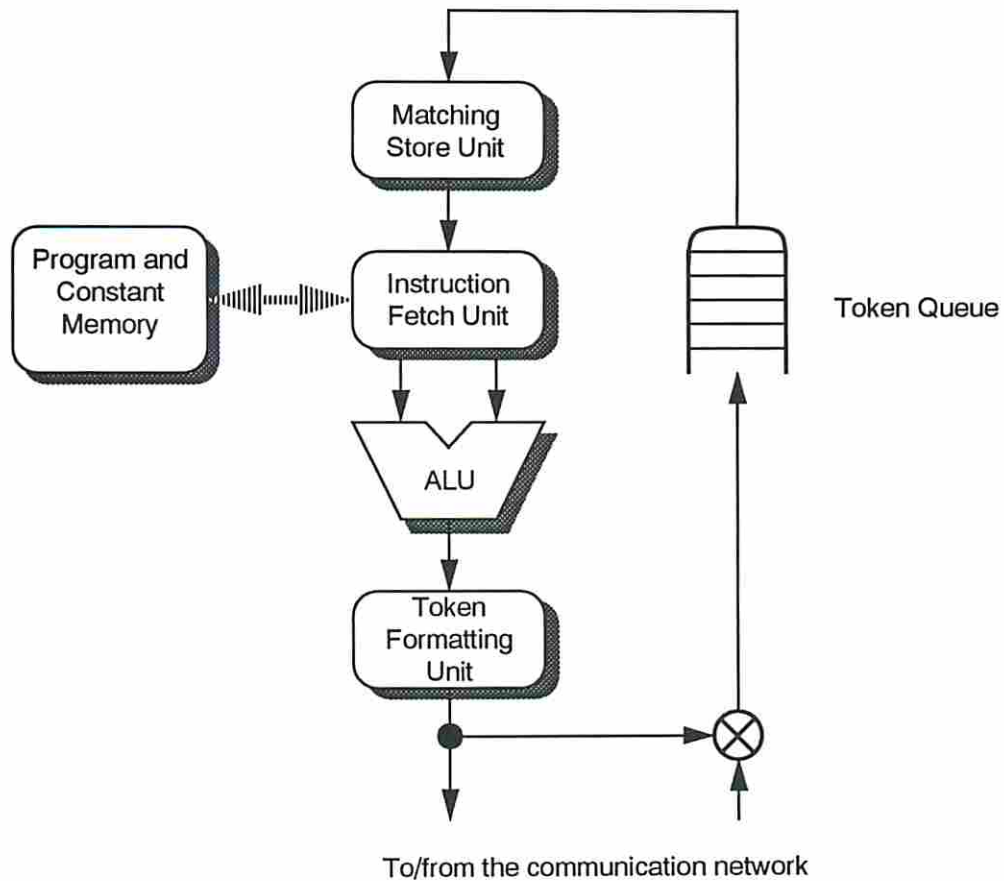 Matching
Store Unit
Program and
Constant
Memory
Instruction
Fetch Unit
Token Queue
ALU
Token
Formatting
Unit
To/from the communication network